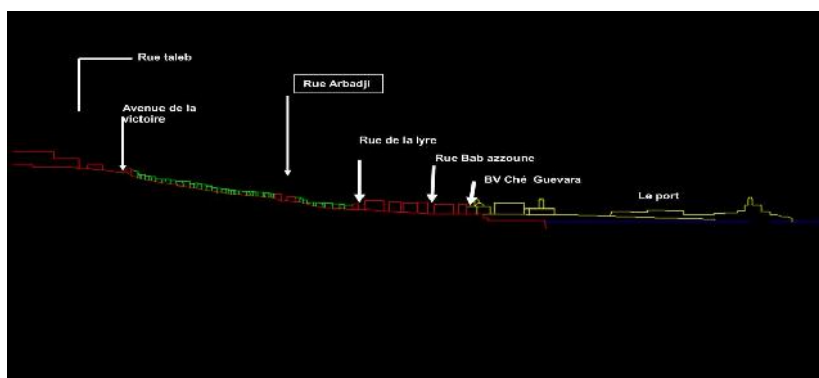 Rue taleb
Rue Arbadji
Avenue de la
victoire
Rue de la lyre
Rue Bab azzoune
BV Ché Guevara
Le port